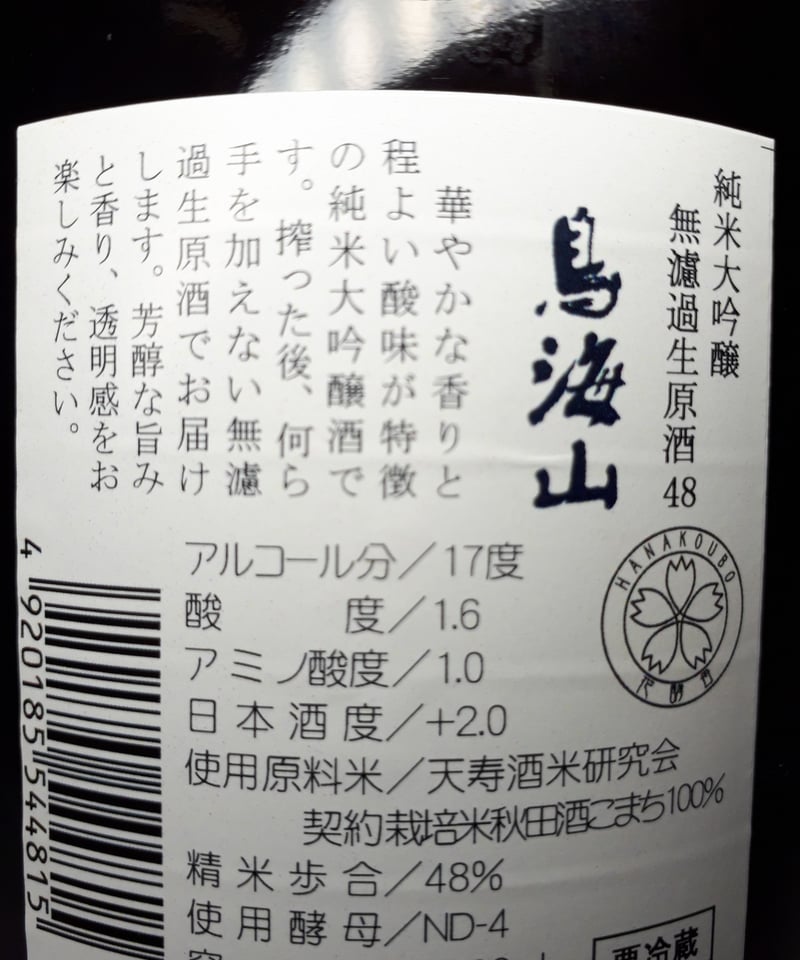 純米大吟醸
無濾過生原酒48
鳥海山
華やかな香りと
程よい酸味が特徴
の純米大吟醸酒で
す。搾った後、何ら
手を加えない無濾
過生原酒でお届け
します。芳醇な旨み
と香り、透明感をお
楽しみください。
HANAKOUBO
花酵母
アルコール分／17度
酸度／1.6
アミノ酸度／1.0
日本酒度／+2.0
使用原料米／天寿酒米研究会
契約栽培米秋田酒こまち100%
精米歩合／48%
使用酵母／ND-4
要冷蔵
4920185544815